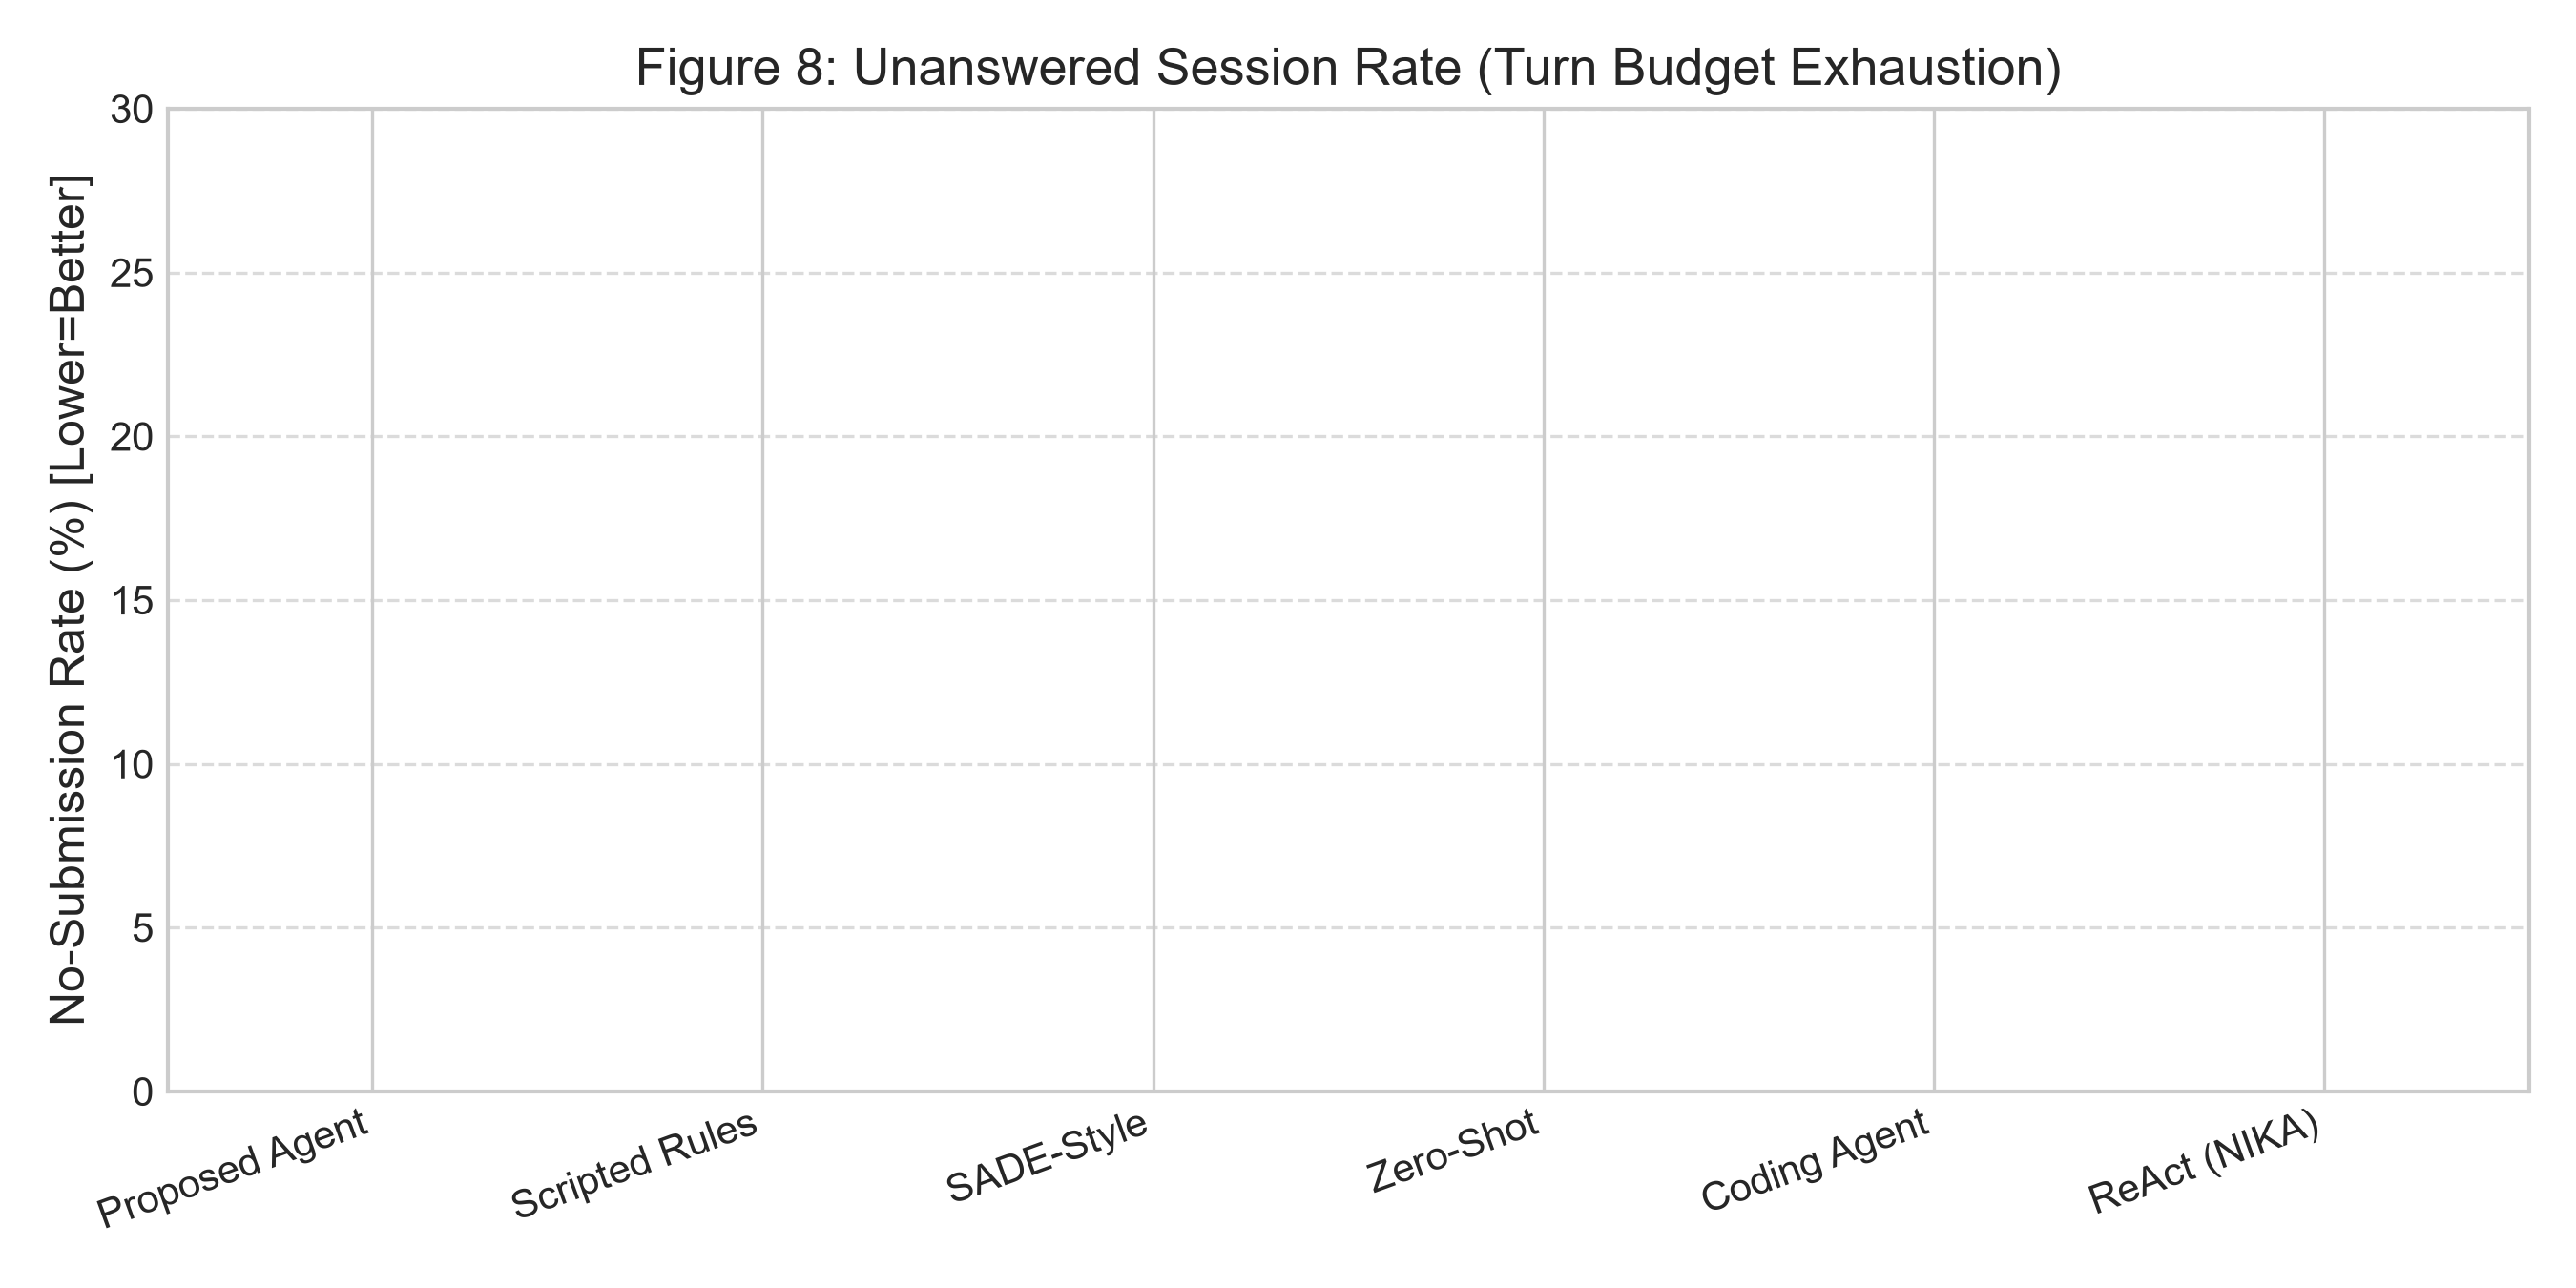 Figure 8: Unanswered Session Rate (Turn Budget Exhaustion)
No-Submission Rate (%) [Lower=Better]
30
25
20
15
10
5
0
Proposed Agent
Scripted Rules
SADE-Style
Zero-Shot
Coding Agent
ReAct (NIKA)